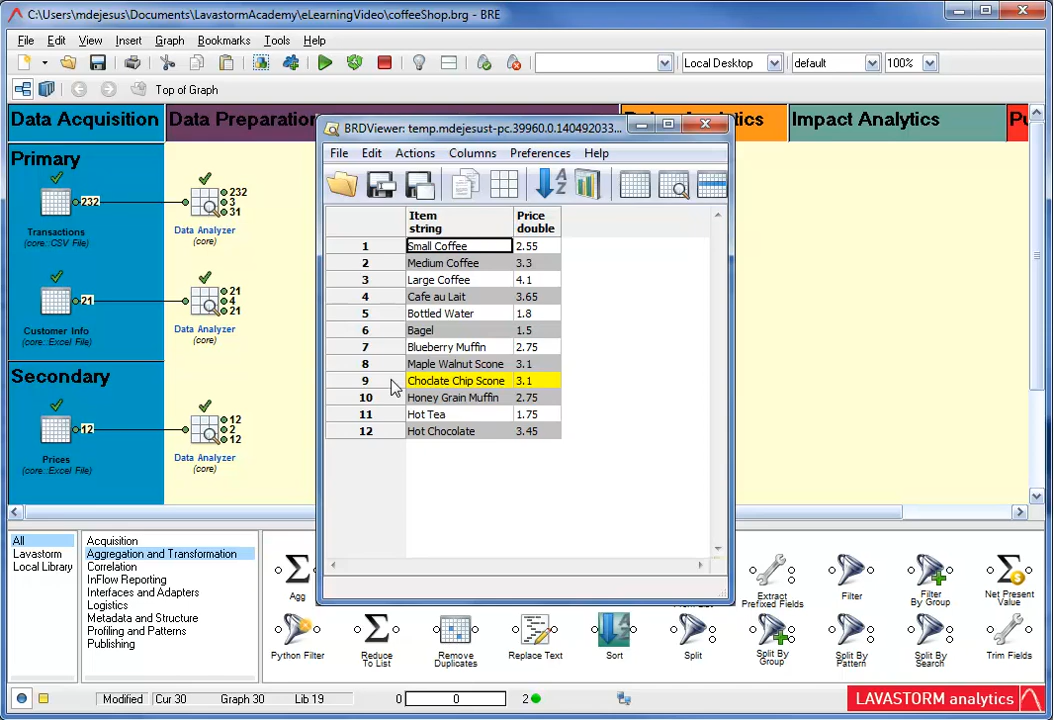 C:\Users\mdejesus\Documents\LavastormAcademy\eLearningVideo\coffeeShop.brg - BRE
File Edit View Insert Graph Bookmarks Tools Help
Local Desktop default 100%
Top of Graph
Data Acquisition Data Preparation Analytics Impact Analytics
Primary
232
Transactions
(core::CSV File)
232
3
31
Data Analyzer
(core)
21
Customer Info
(core::Excel File)
21
4
21
Data Analyzer
(core)
Secondary
12
Prices
(core::Excel File)
12
2
12
Data Analyzer
(core)
BRDViewer: temp.mdejesust-pc.39960.0.140492033...
File Edit Actions Columns Preferences Help
Item string Price double
1 Small Coffee 2.55
2 Medium Coffee 3.3
3 Large Coffee 4.1
4 Cafe au Lait 3.65
5 Bottled Water 1.8
6 Bagel 1.5
7 Blueberry Muffin 2.75
8 Maple Walnut Scone 3.1
9 Choclate Chip Scone 3.1
10 Honey Grain Muffin 2.75
11 Hot Tea 1.75
12 Hot Chocolate 3.45
All
Lavastorm
Local Library
Acquisition
Aggregation and Transformation
Correlation
InFlow Reporting
Interfaces and Adapters
Logistics
Metadata and Structure
Profiling and Patterns
Publishing
Agg
Extract Prefixed Fields
Filter
Filter By Group
Net Present Value
Python Filter
Reduce To List
Remove Duplicates
Replace Text
Sort
Split
Split By Group
Split By Pattern
Split By Search
Trim Fields
Modified Cur 30 Graph 30 Lib 19 0 0 2
LAVASTORM analytics